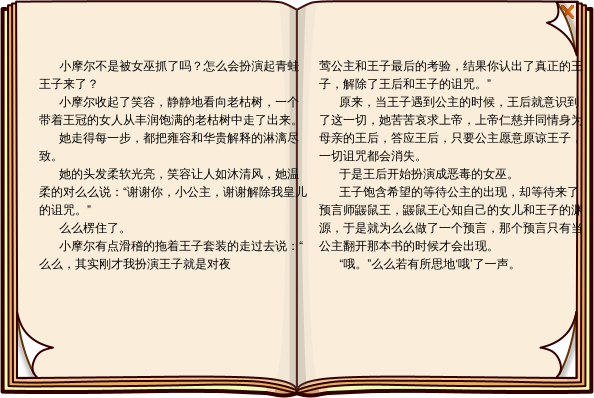 小摩尔不是被女巫抓了吗？怎么会扮演起青蛙
王子来了？
小摩尔收起了笑容，静静地看向老枯树，一个
带着王冠的女人从丰润饱满的老枯树中走了出来。
她走得每一步，都把雍容和华贵解释的淋漓尽
致。
她的头发柔软光亮，笑容让人如沐清风，她温
柔的对么么说：“谢谢你，小公主，谢谢解除我皇儿
的诅咒。”
么么楞住了。
小摩尔有点滑稽的拖着王子套装的走过去说：“
么么，其实刚才我扮演王子就是对夜
莺公主和王子最后的考验，结果你认出了真正的王
子，解除了王后和王子的诅咒。”
原来，当王子遇到公主的时候，王后就意识到
了这一切，她苦苦哀求上帝，上帝仁慈并同情身为
母亲的王后，答应王后，只要公主愿意原谅王子，
一切诅咒都会消失。
于是王后开始扮演成恶毒的女巫。
王子饱含希望的等待公主的出现，却等待来了
预言师鼹鼠王，鼹鼠王心知自己的女儿和王子的渊
源，于是就为么么做了一个预言，那个预言只有当
公主翻开那本书的时候才会出现。
“哦。”么么若有所思地‘哦’了一声。